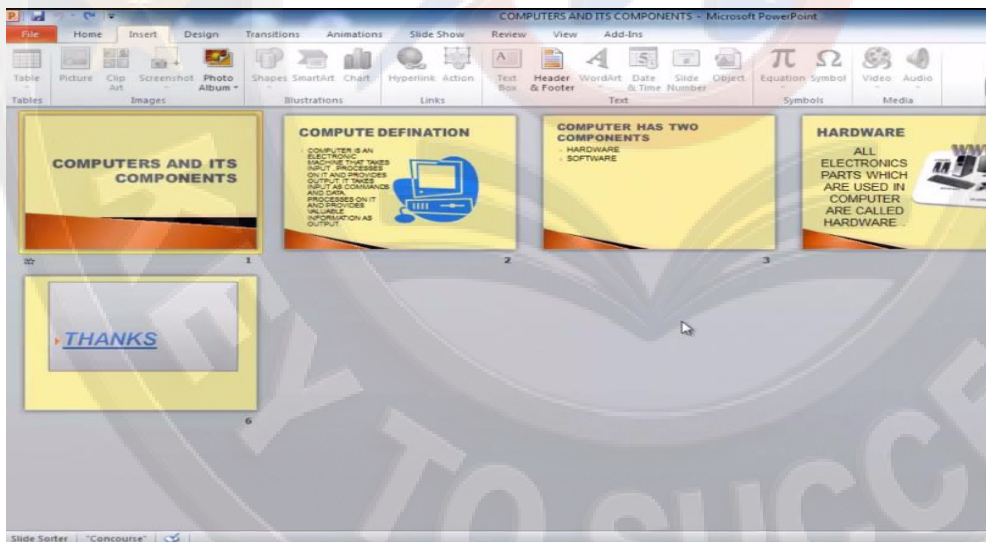 COMPUTERS AND ITS COMPONENTS - Microsoft PowerPoint
File Home Insert Design Transitions Animations Slide Show Review View Add-Ins
Table Picture Clip Art Screenshot Photo Album Shapes SmartArt Chart Hyperlink Action Text Box Header & Footer WordArt Date & Time Slide Number Object Equation Symbol Video Audio
Tables Images Illustrations Links Text Symbols Media
COMPUTERS AND ITS
COMPONENTS
1
COMPUTE DEFINATION
COMPUTER IS AN
ELECTRONIC
MACHINE THAT TAKES
INPUT, PROCESSES
ON IT AND PROVIDES
OUTPUT. IT TAKES
INPUT AS COMMANDS
AND DATA,
PROCESSES ON IT
AND PROVIDES
VALUABLE
INFORMATION AS
OUTPUT.
2
COMPUTER HAS TWO
COMPONENTS
HARDWARE
SOFTWARE
3
HARDWARE
ALL
ELECTRONICS
PARTS WHICH
ARE USED IN
COMPUTER
ARE CALLED
HARDWARE.
THANKS
6
KEY TO SUCC
Slide Sorter "Concourse"